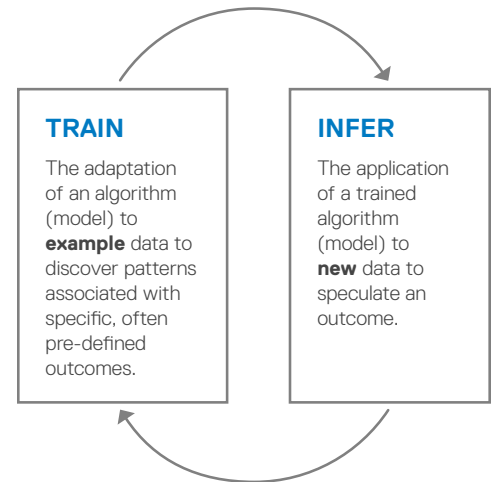 TRAIN
The adaptation
of an algorithm
(model) to
example data to
discover patterns
associated with
specific, often
pre-defined
outcomes.
INFER
The application
of a trained
algorithm
(model) to
new data to
speculate an
outcome.